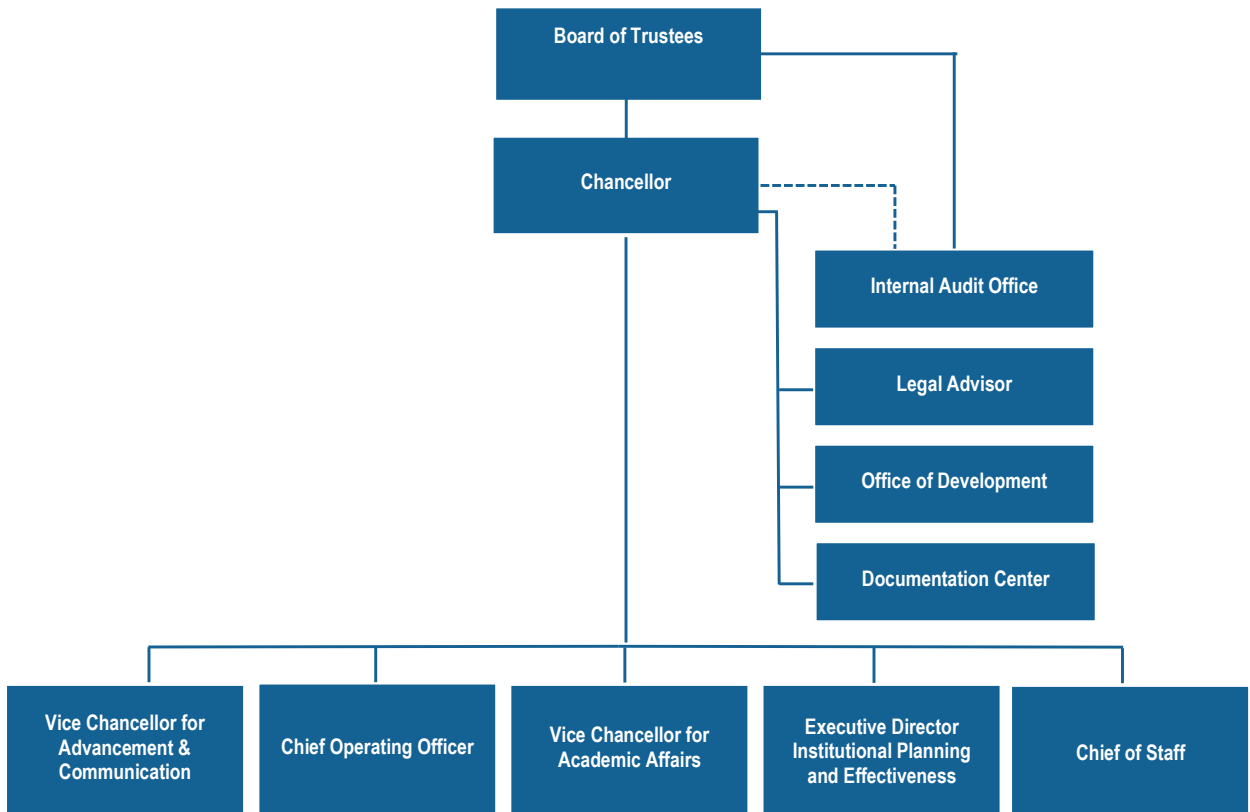 Board of Trustees
Chancellor
Internal Audit Office
Legal Advisor
Office of Development
Documentation Center
Vice Chancellor for
Advancement &
Communication
Chief Operating Officer
Vice Chancellor for
Academic Affairs
Executive Director
Institutional Planning
and Effectiveness
Chief of Staff